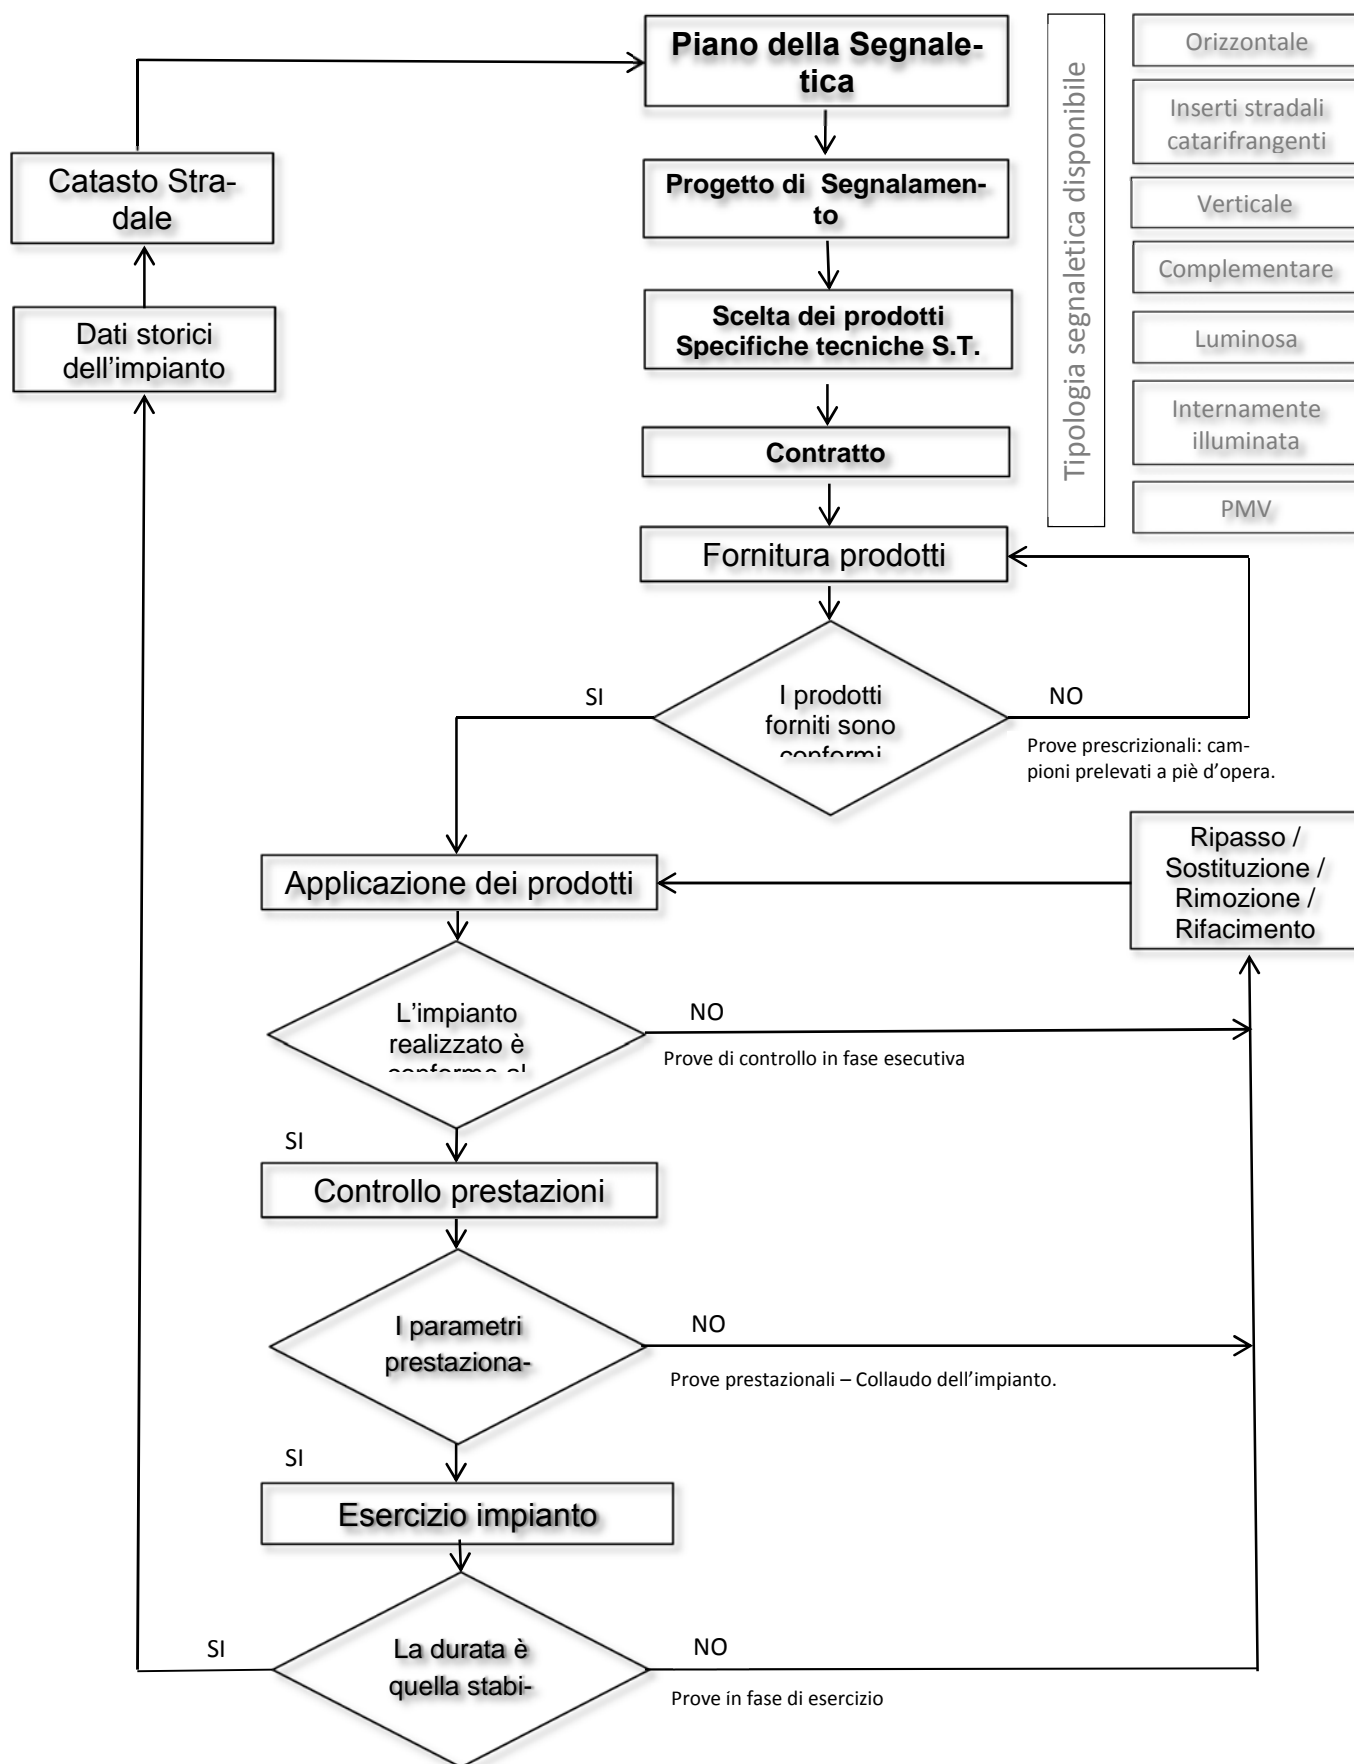 Piano della Segnale-
tica
Tipologia segnaletica disponibile
Orizzontale
Inserti stradali
catarifrangenti
Verticale
Complementare
Luminosa
Internamente
illuminata
PMV
Catasto Stra-
dale
Dati storici
dell'impianto
Progetto di Segnalamen-
to
Scelta dei prodotti
Specifiche tecniche S.T.
Contratto
Fornitura prodotti
SI
I prodotti
forniti sono
conformi
NO
Prove prescrizionali: cam-
pioni prelevati a piè d'opera.
Ripasso /
Sostituzione /
Rimozione /
Rifacimento
Applicazione dei prodotti
L'impianto
realizzato è
conforme al
NO
Prove di controllo in fase esecutiva
SI
Controllo prestazioni
I parametri
prestaziona-
NO
Prove prestazionali – Collaudo dell'impianto.
SI
Esercizio impianto
SI
La durata è
quella stabi-
NO
Prove in fase di esercizio